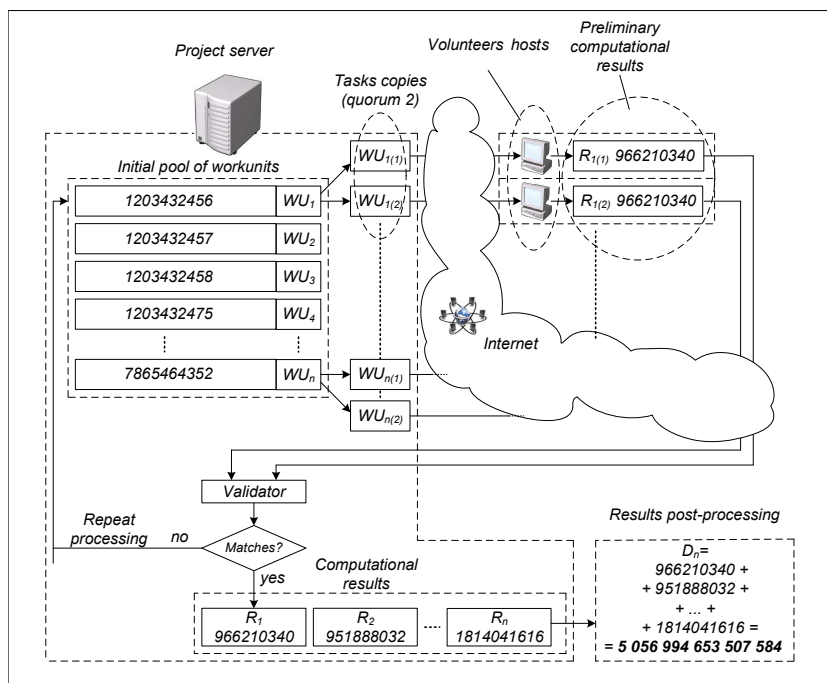 Project server
Volunteers hosts
Preliminary
computational
results
Tasks copies
(quorum 2)
Initial pool of workunits
1203432456 WU1
1203432457 WU2
1203432458 WU3
1203432475 WU4
7865464352 WUn
WU1(1)
WU1(2)
WUn(1)
WUn(2)
R1(1) 966210340
R1(2) 966210340
Internet
Validator
Matches?
no
Repeat
processing
yes
Computational
results
R1
966210340
R2
951888032
Rn
1814041616
Results post-processing
Dn=
966210340 +
+ 951888032 +
+ ... +
+ 1814041616 =
= 5 056 994 653 507 584